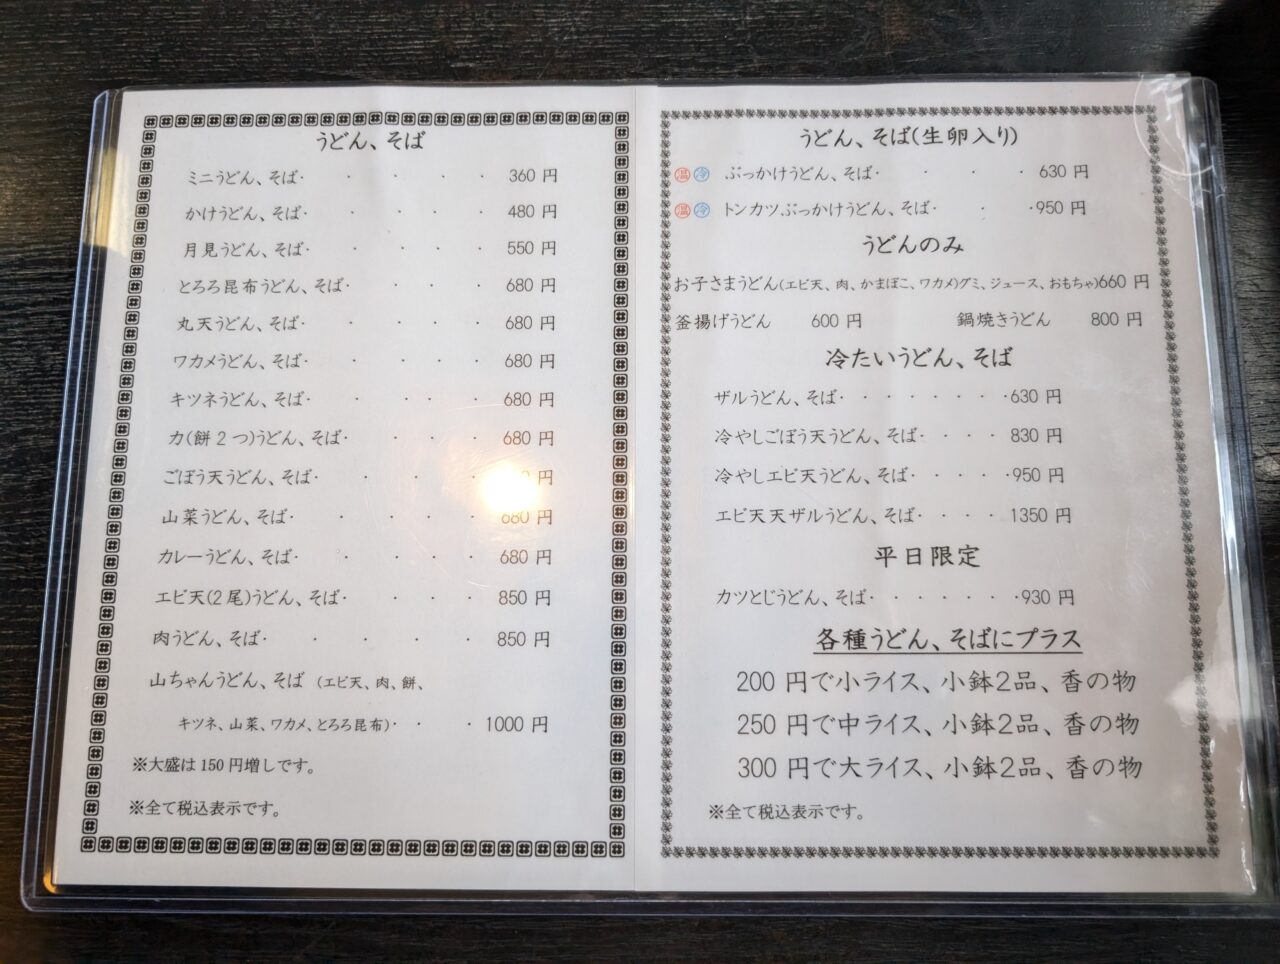 うどん、そば
ミニうどん、そば・・・・・・360 円
かけうどん、そば・・・・・・480 円
月見うどん、そば・・・・・550 円
とろろ昆布うどん、そば・・・・680 円
丸天うどん、そば・・・・・680 円
ワカメうどん、そば・・・・・680 円
キツネうどん、そば・・・・・680 円
力(餅2つ)うどん、そば・・・・680 円
ごぼう天うどん、そば・・・・円
山菜うどん、そば・・・・・680 円
カレーうどん、そば・・・・・680 円
エビ天(2尾)うどん、そば・・・・850 円
肉うどん、そば・・・・・850 円
山ちゃんうどん、そば (エビ天、肉、餅、
キツネ、山菜、ワカメ、とろろ昆布)・・・・1000 円
※大盛は150円増しです。
※全て税込表示です。
うどん、そば(生卵入り)
温 冷 ぶっかけうどん、そば・・・・・630 円
温 冷 トンカツぶっかけうどん、そば・・・950 円
うどんのみ
お子さまうどん(エビ天、肉、かまぼこ、ワカメ)グミ、ジュース、おもちゃ)660 円
釜揚げうどん 600 円 鍋焼きうどん 800 円
冷たいうどん、そば
ザルうどん、そば・・・・・・・・630 円
冷やしごぼう天うどん、そば・・・・830 円
冷やしエビ天うどん、そば・・・・・950 円
エビ天天ザルうどん、そば・・・・1350 円
平日限定
カツとじうどん、そば・・・・・・・930 円
各種うどん、そばにプラス
200 円で小ライス、小鉢2品、香の物
250 円で中ライス、小鉢2品、香の物
300 円で大ライス、小鉢2品、香の物
※全て税込表示です。